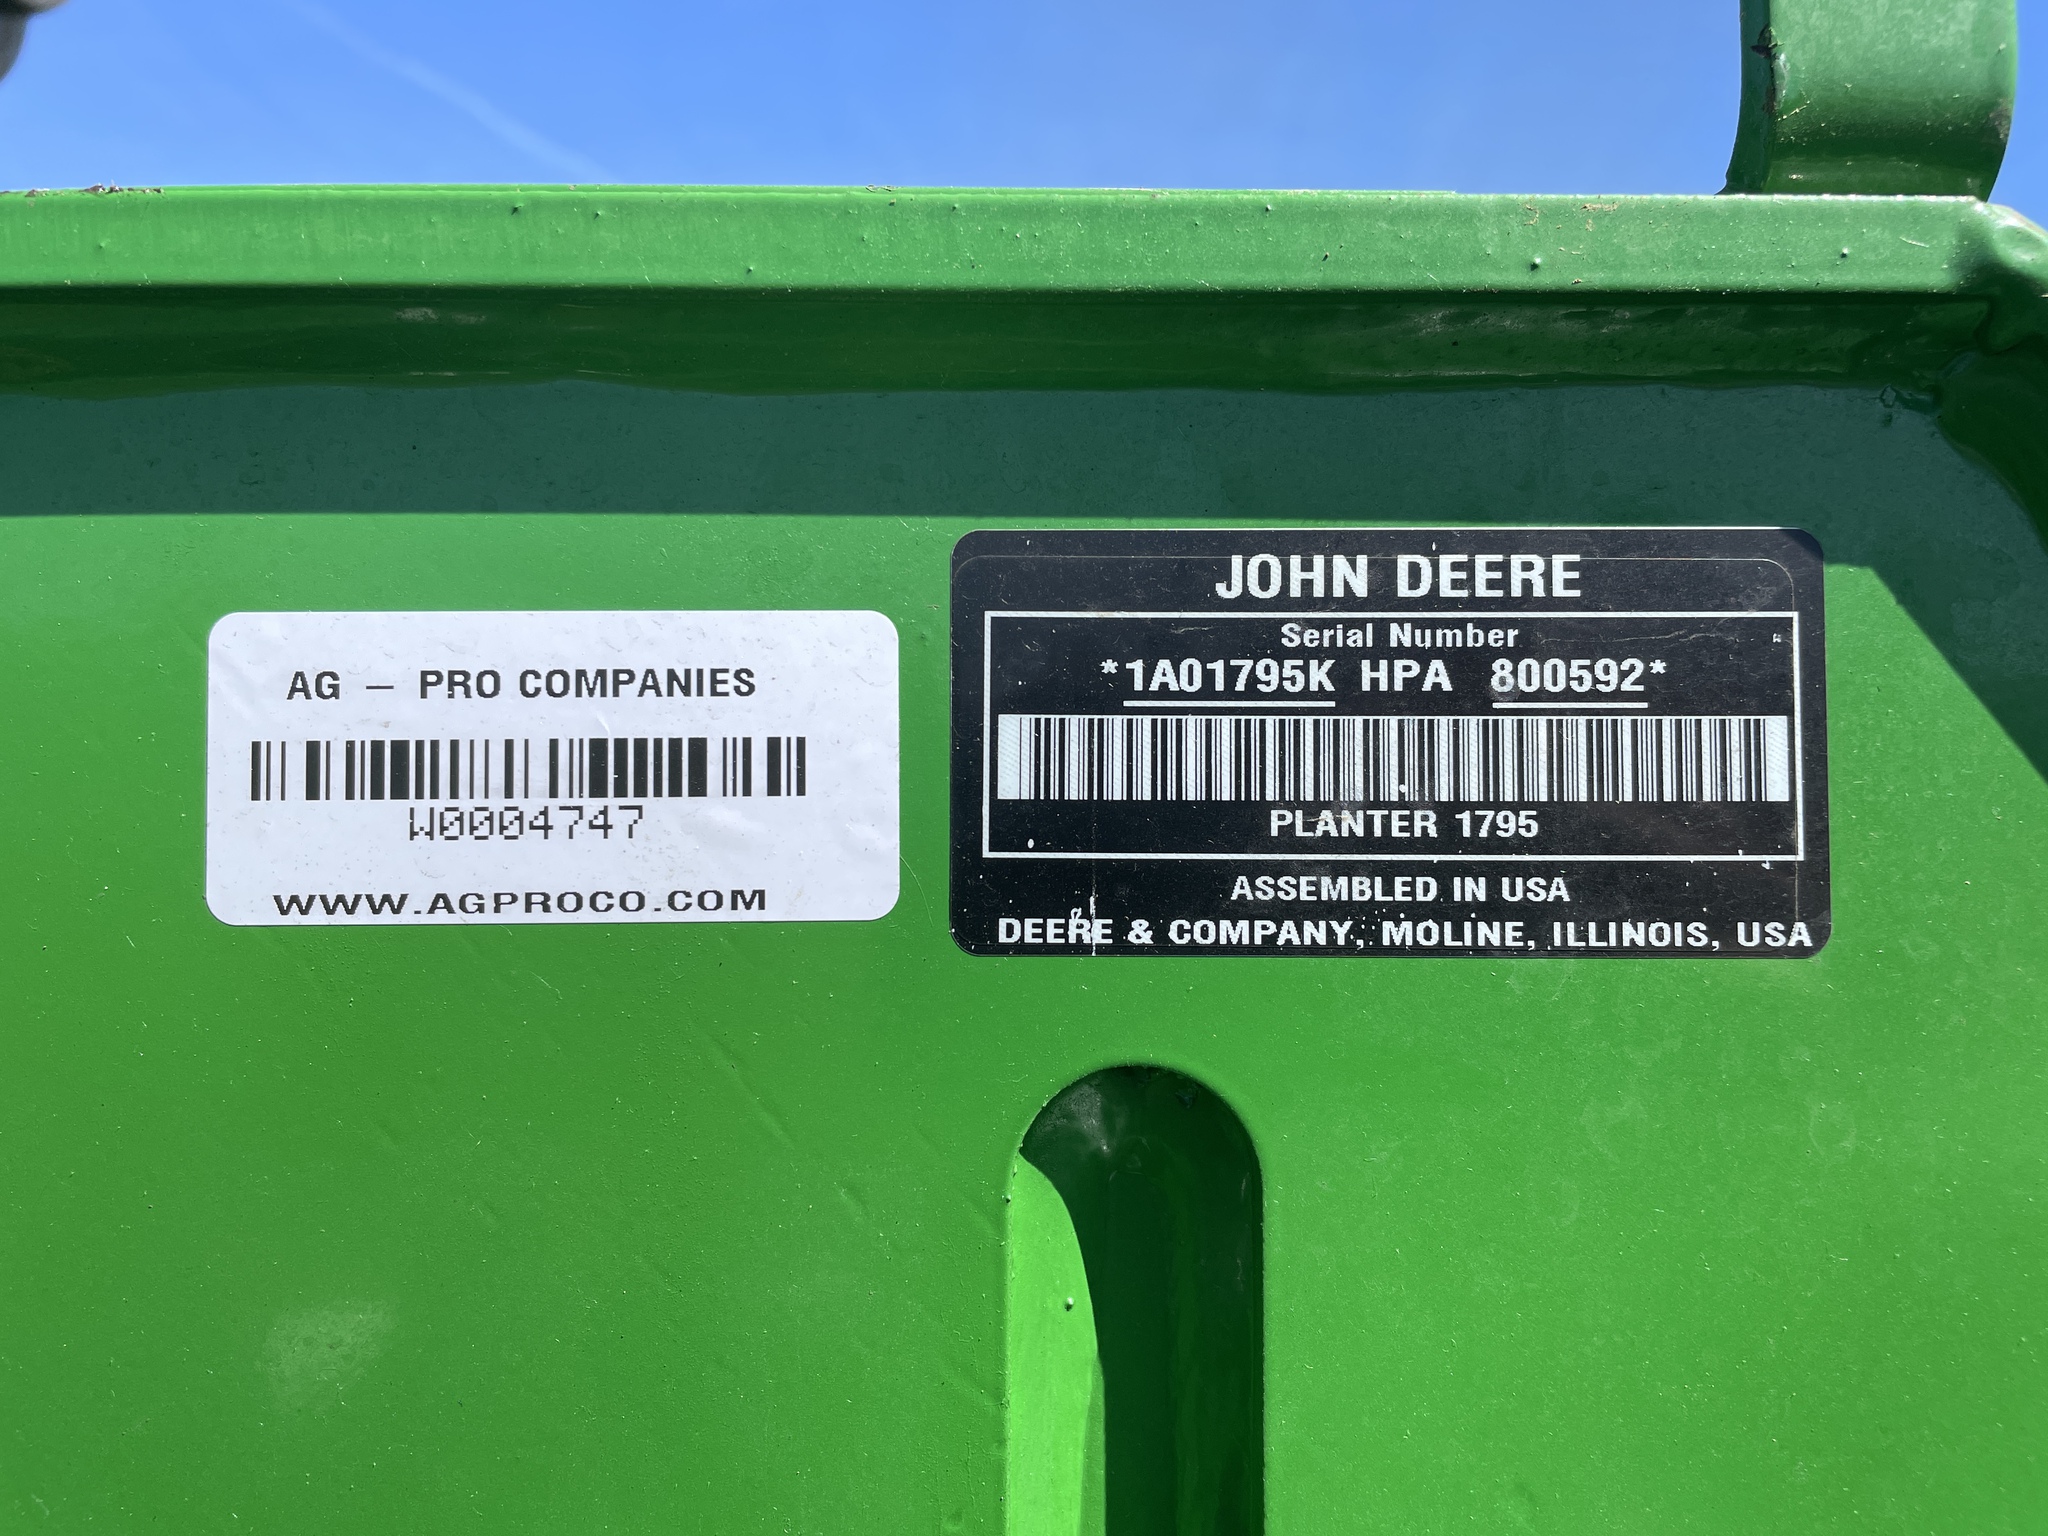 AG - PRO COMPANIES
W0004747
WWW.AGPROCO.COM
JOHN DEERE
Serial Number
*1A01795K HPA 800592*
PLANTER 1795
ASSEMBLED IN USA
DEERE & COMPANY, MOLINE, ILLINOIS, USA